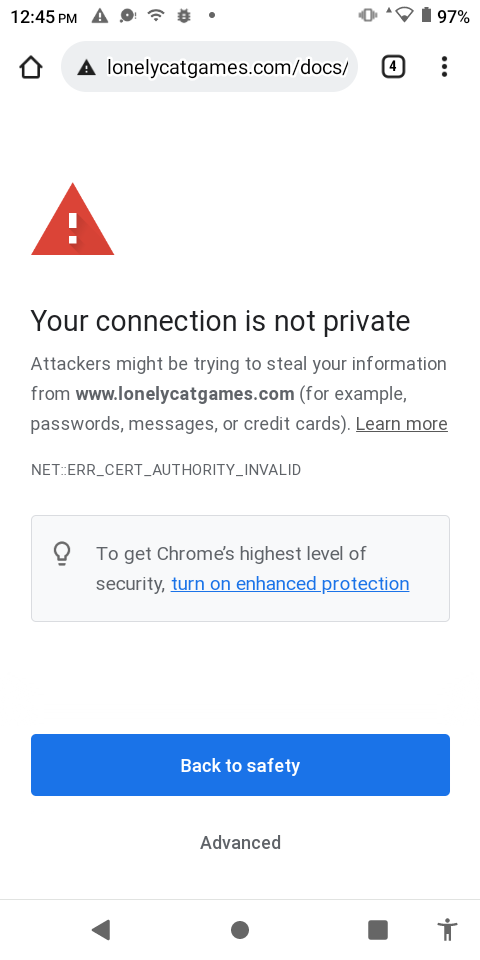 12:45 PM 97%
lonelycatgames.com/docs/ 4
Your connection is not private
Attackers might be trying to steal your information
from www.lonelycatgames.com (for example,
passwords, messages, or credit cards). Learn more
NET::ERR_CERT_AUTHORITY_INVALID
To get Chrome's highest level of
security, turn on enhanced protection
Back to safety
Advanced